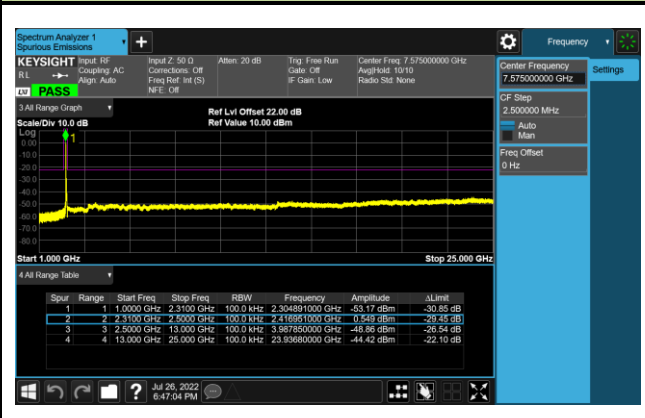 Spectrum Analyzer 1
Spurious Emissions
Frequency
KEYSIGHT
Input: RF
Input Z: 50 Ω
Atten: 20 dB
Trig: Free Run
Center Freq: 7.575000000 GHz
RL
Coupling: AC
Corrections: Off
Gate: Off
Avg|Hold: 10/10
Align: Auto
Freq Ref: Int (S)
IF Gain: Low
Radio Std: None
LXI
PASS
NFE: Off
Center Frequency
7.575000000 GHz
Settings
CF Step
2.500000 MHz
Auto
Man
Freq Offset
0 Hz
3 All Range Graph
Ref Lvl Offset 22.00 dB
Scale/Div 10.0 dB
Ref Value 10.00 dBm
Log
1
0.00
-10.0
-20.0
-30.0
-40.0
-50.0
-60.0
-70.0
-80.0
Start 1.000 GHz
Stop 25.000 GHz
4 All Range Table
Spur Range Start Freq Stop Freq RBW Frequency Amplitude ΔLimit
1 1 1.0000 GHz 2.3100 GHz 100.0 kHz 2.304891000 GHz -53.17 dBm -30.85 dB
2 2 2.3100 GHz 2.5000 GHz 100.0 kHz 2.416951000 GHz 0.549 dBm -29.45 dB
3 3 2.5000 GHz 13.000 GHz 100.0 kHz 3.987850000 GHz -48.86 dBm -26.54 dB
4 4 13.000 GHz 25.000 GHz 100.0 kHz 23.93680000 GHz -44.42 dBm -22.10 dB
?
Jul 26, 2022
6:47:04 PM